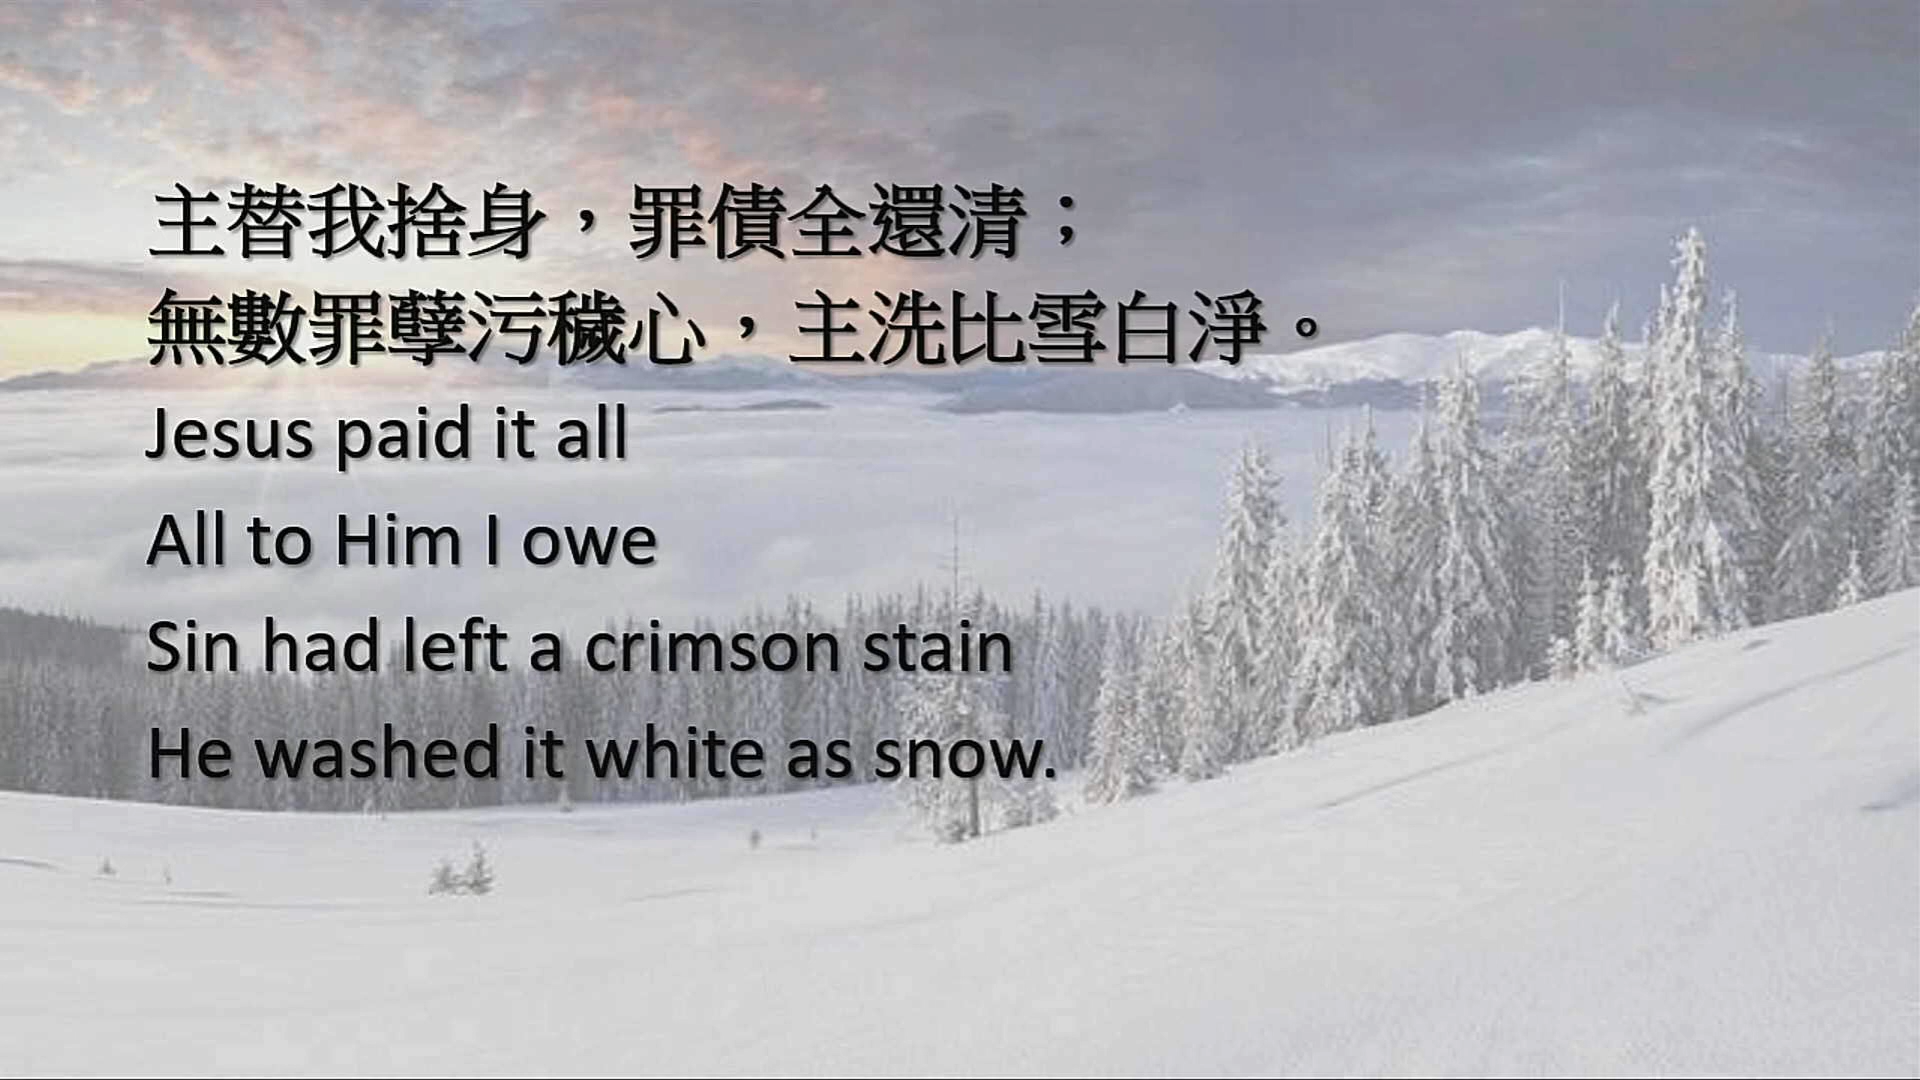 主替我捨身，罪債全還清；
無數罪孽污穢心，主洗比雪白淨。
Jesus paid it all
All to Him I owe
Sin had left a crimson stain
He washed it white as snow.